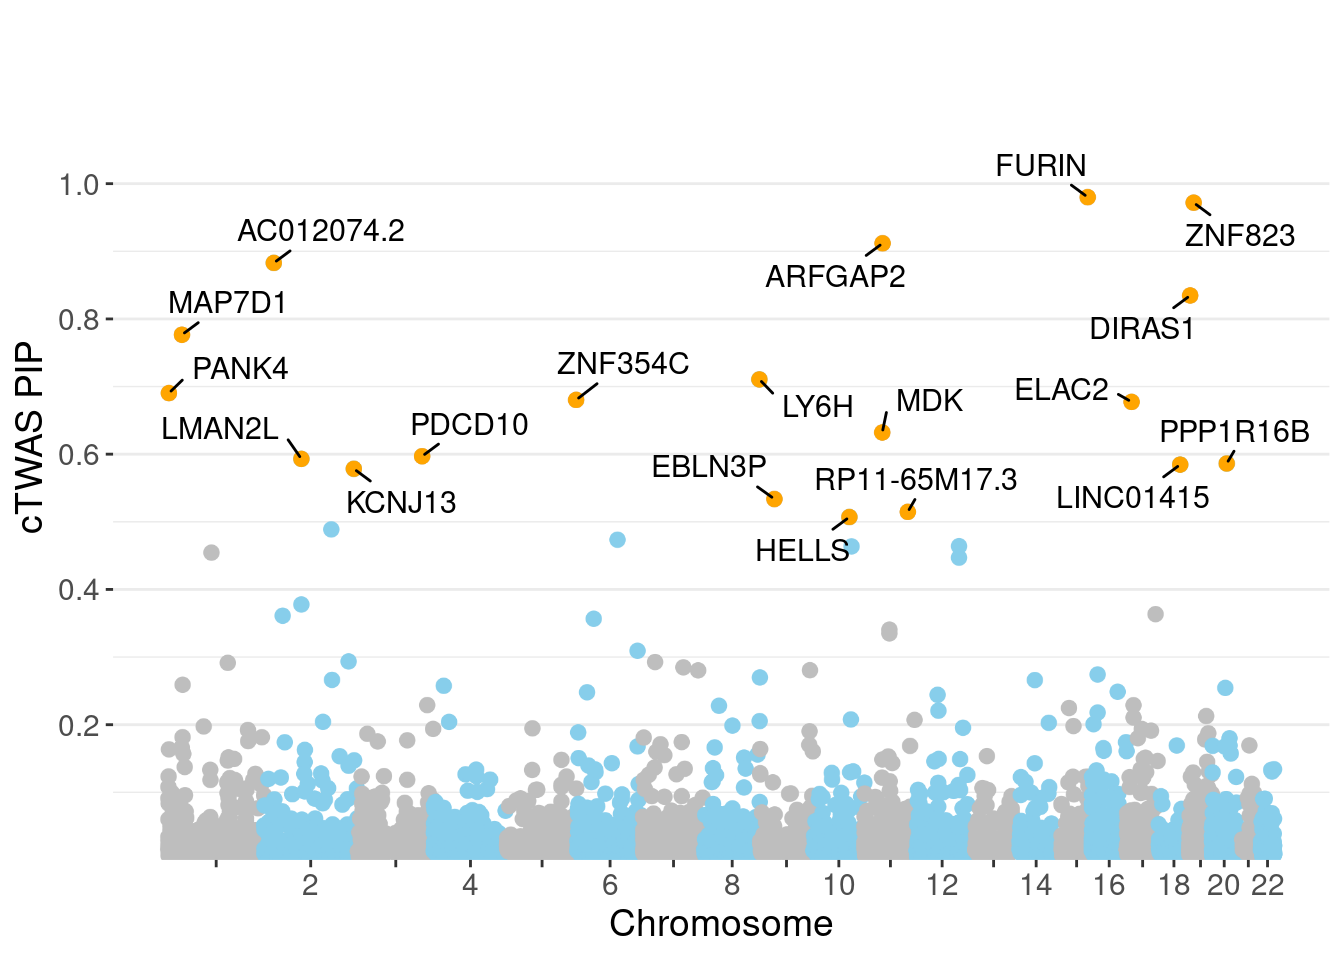 FURIN
1.0
AC012074.2
ZNF823
ARFGAP2
MAP7D1
0.8
DIRAS1
PANK4
ZNF354C
ELAC2
LY6H
MDK
LMAN2L
PDCD10
PPP1R16B
0.6
EBLN3P
RP11-65M17.3
KCNJ13
LINC01415
HELLS
0.4
0.2
cTWAS PIP
2 4 6 8 10 12 14 16 18 20 22
Chromosome